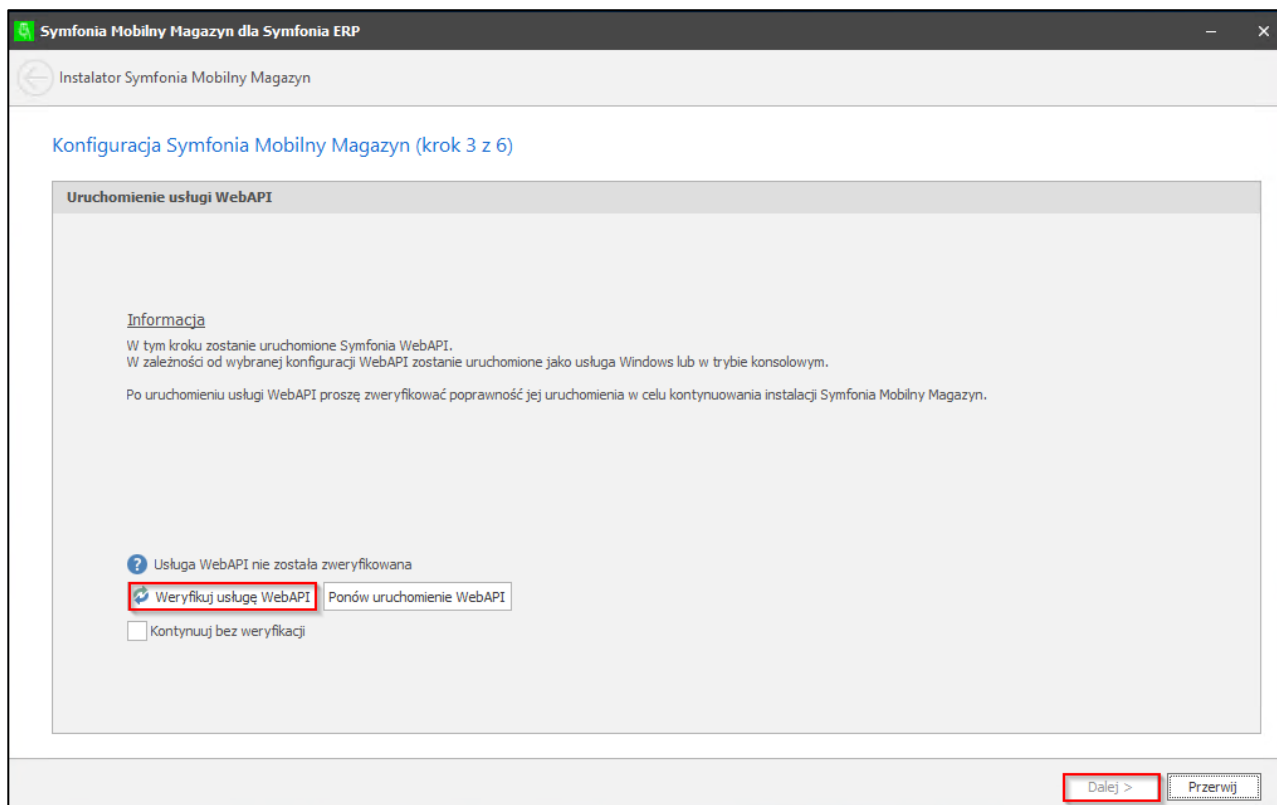 Symfonia Mobilny Magazyn dla Symfonia ERP
Instalator Symfonia Mobilny Magazyn
Konfiguracja Symfonia Mobilny Magazyn (krok 3 z 6)
Uruchomienie usługi WebAPI
Informacja
W tym kroku zostanie uruchomione Symfonia WebAPI.
W zależności od wybranej konfiguracji WebAPI zostanie uruchomione jako usługa Windows lub w trybie konsolowym.
Po uruchomieniu usługi WebAPI proszę zweryfikować poprawność jej uruchomienia w celu kontynuowania instalacji Symfonia Mobilny Magazyn.
Usługa WebAPI nie została zweryfikowana
Weryfikuj usługę WebAPI Ponów uruchomienie WebAPI
Kontynuuj bez weryfikacji
Dalej > Przerwij